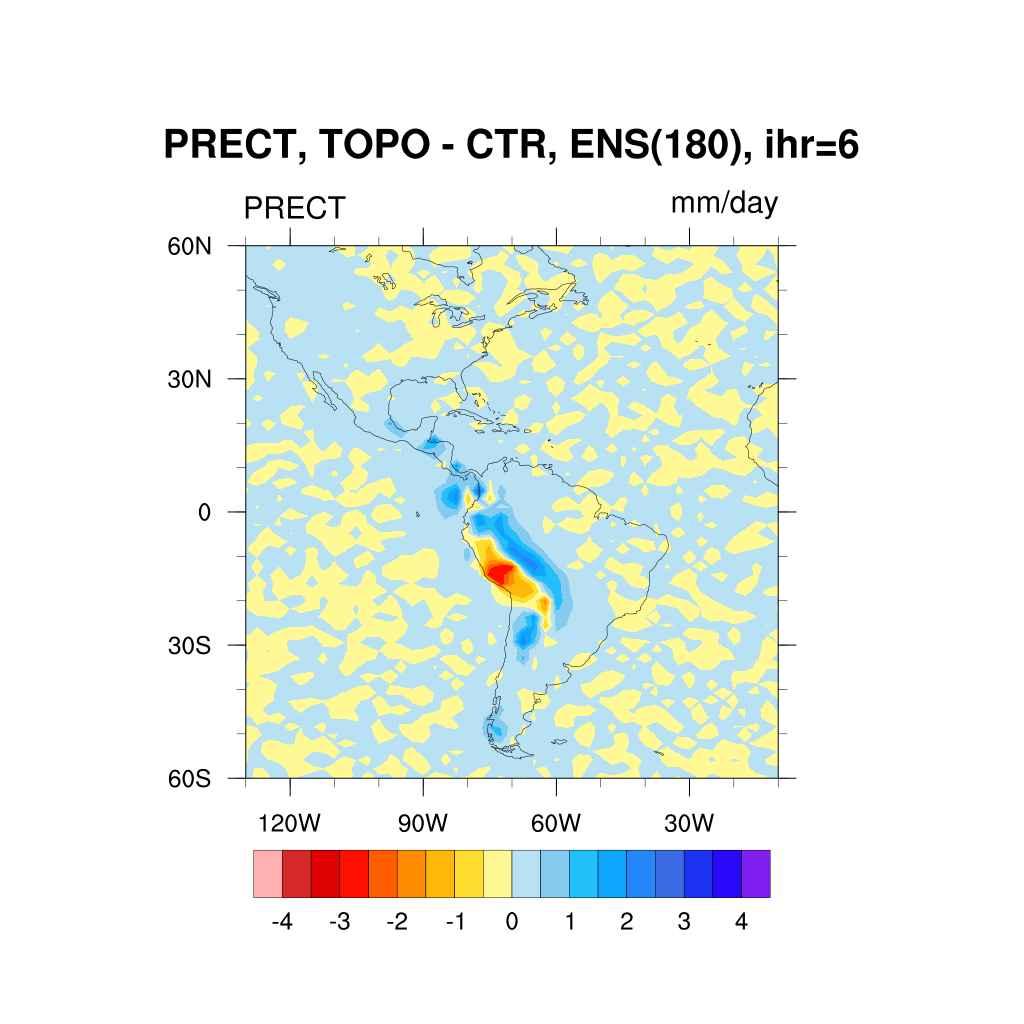 PRECT, TOPO - CTR, ENS(180), ihr=6
PRECT mm/day
60N
30N
0
30S
60S
120W 90W 60W 30W
-4 -3 -2 -1 0 1 2 3 4